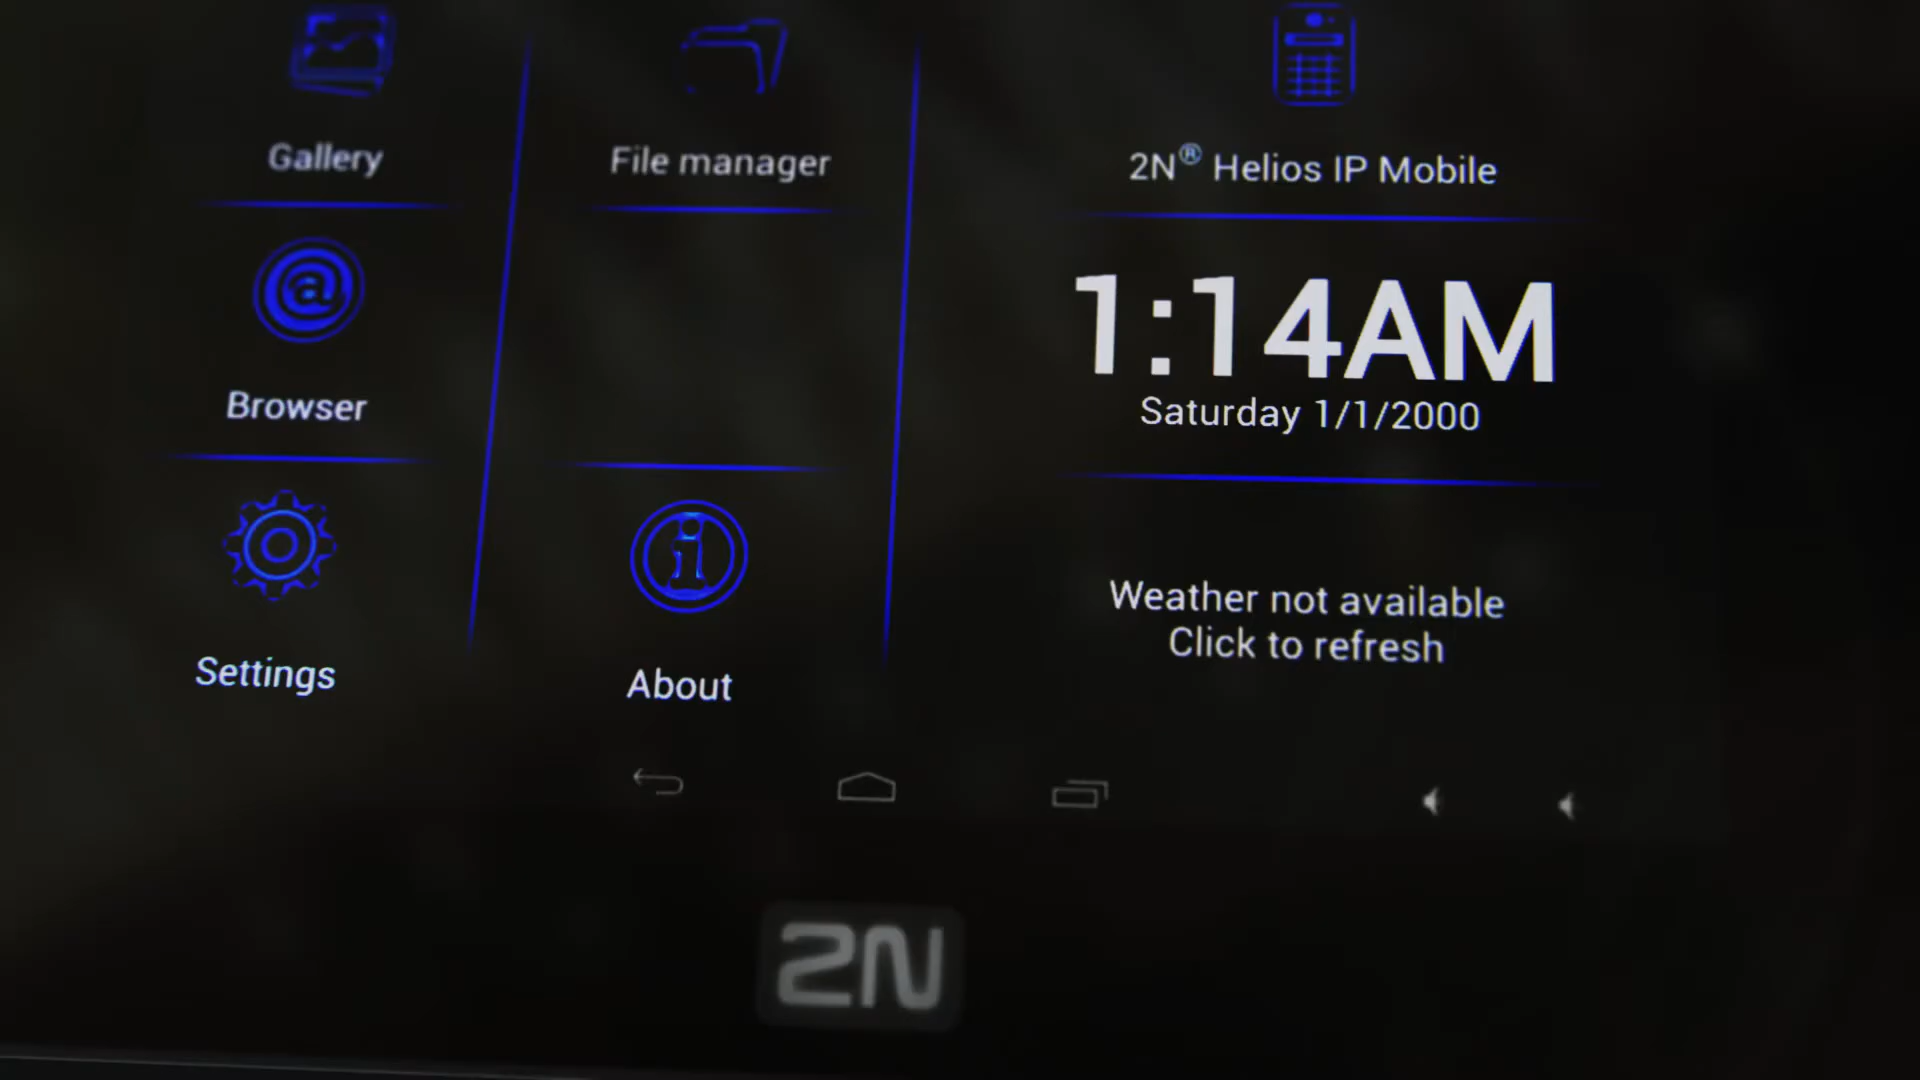 Gallery
File manager
2N® Helios IP Mobile
Browser
1:14AM
Saturday 1/1/2000
Settings
About
Weather not available
Click to refresh
2N